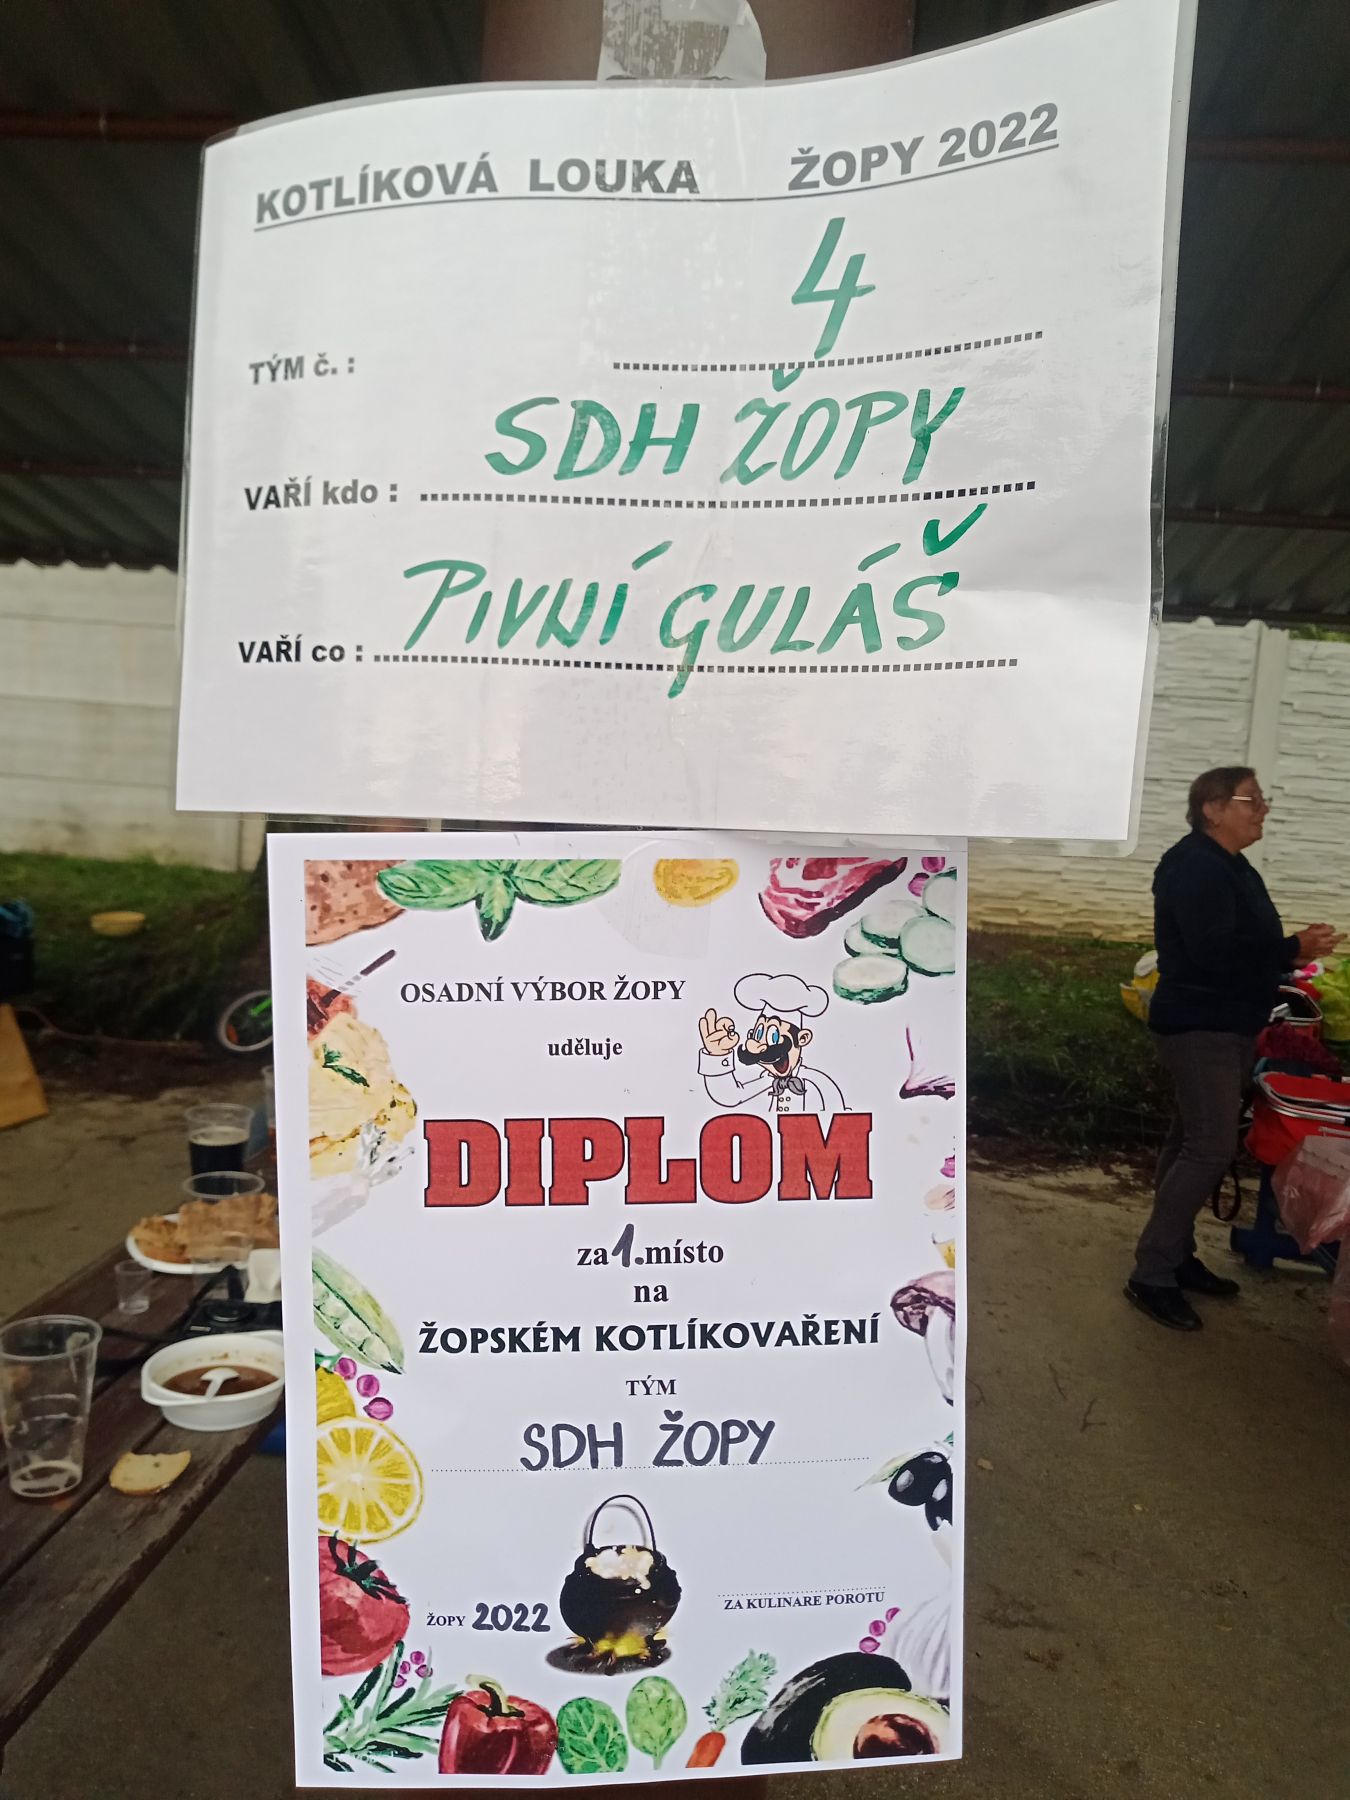 KOTLÍKOVÁ LOUKA ŽOPY 2022
TÝM č. : 4
VAŘÍ kdo : SDH ŽOPY
VAŘÍ co : PIVNÍ GULÁŠ
OSADNÍ VÝBOR ŽOPY
uděluje
DIPLOM
za 1. místo
na
ŽOPSKÉM KOTLÍKOVAŘENÍ
TÝM
SDH ŽOPY
ŽOPY 2022
ZA KULINARE POROTU